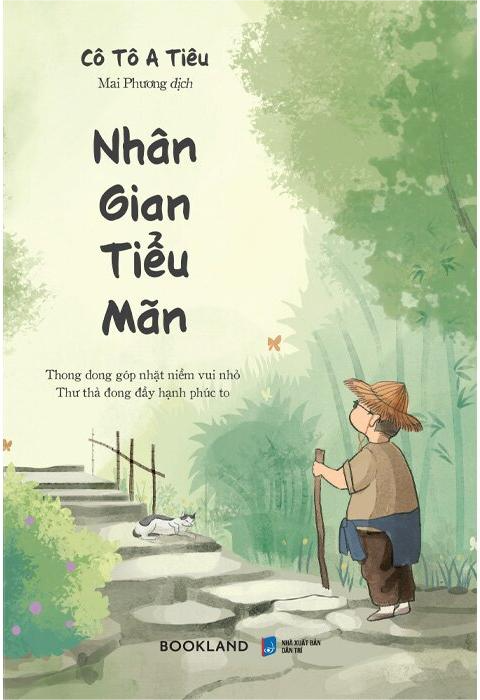 Cô Tô A Tiêu
Mai Phương dịch
Nhân
Gian
Tiểu
Mãn
Thong dong góp nhặt niềm vui nhỏ
Thư thả đong đầy hạnh phúc to
BOOKLAND
NHÀ XUẤT BẢN
DÂN TRÍ